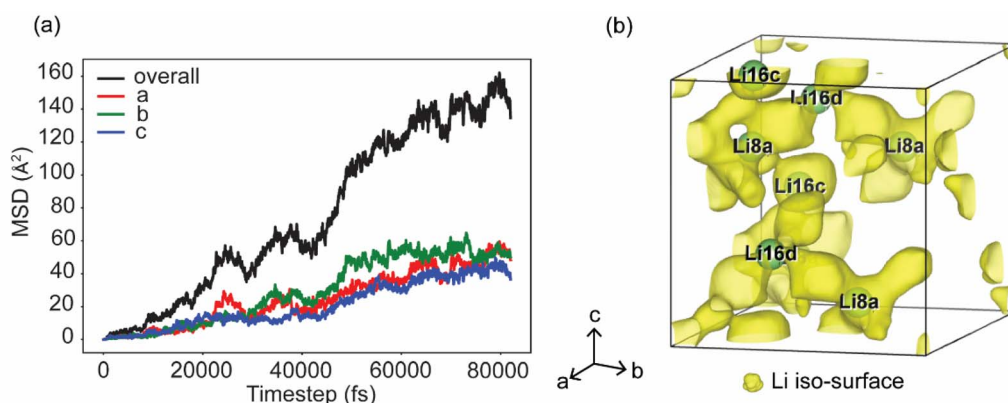 (a)
160
140
120
100
80
60
40
20
0
MSD (Å²)
overall
a
b
c
0 20000 40000 60000 80000
Timestep (fs)
(b)
Li16c
Li16d
Li8a
Li8a
Li16c
Li16d
Li8a
c
a
b
Li iso-surface